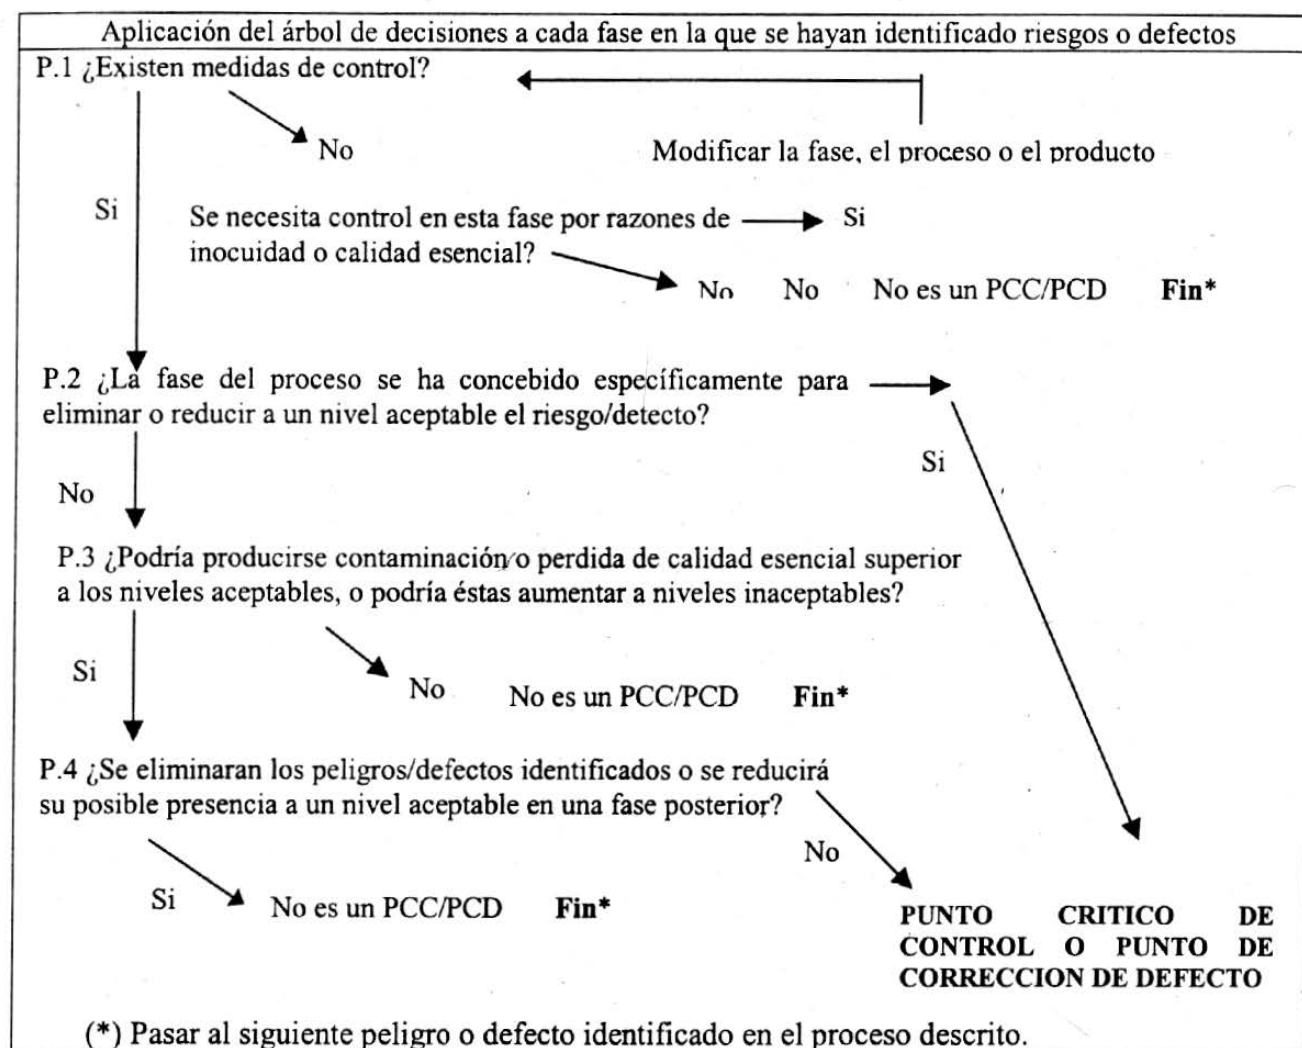 Aplicación del árbol de decisiones a cada fase en la que se hayan identificado riesgos o defectos
P.1 ¿Existen medidas de control?
No
Modificar la fase, el proceso o el producto
Si
Se necesita control en esta fase por razones de
Si
inocuidad o calidad esencial?
No
No
No es un PCC/PCD
Fin*
P.2 ¿La fase del proceso se ha concebido específicamente para
eliminar o reducir a un nivel aceptable el riesgo/detecto?
Si
No
P.3 ¿Podría producirse contaminación o perdida de calidad esencial superior
a los niveles aceptables, o podría éstas aumentar a niveles inaceptables?
Si
No
No es un PCC/PCD
Fin*
P.4 ¿Se eliminaran los peligros/defectos identificados o se reducirá
su posible presencia a un nivel aceptable en una fase posterior?
No
Si
No es un PCC/PCD
Fin*
PUNTO CRITICO DE
CONTROL O PUNTO DE
CORRECCION DE DEFECTO
(*) Pasar al siguiente peligro o defecto identificado en el proceso descrito.